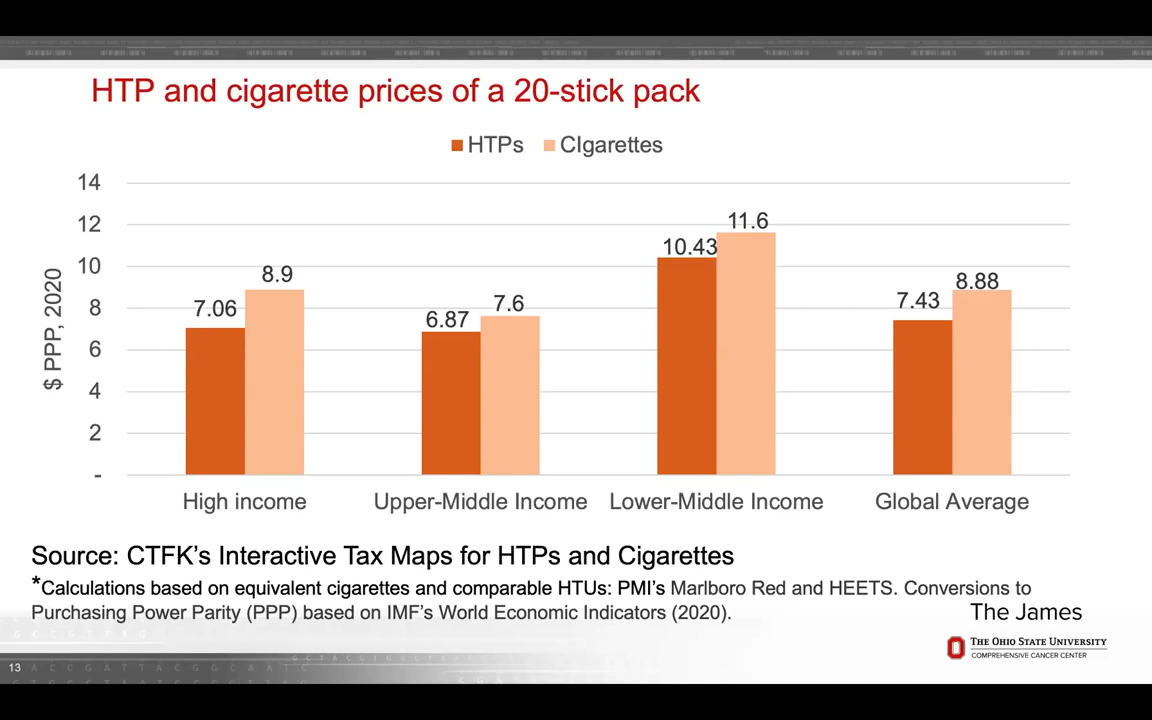 HTP and cigarette prices of a 20-stick pack
HTPs CIgarettes
14
12
10
8
6
4
2
-
$ PPP, 2020
7.06
8.9
6.87
7.6
10.43
11.6
7.43
8.88
High income Upper-Middle Income Lower-Middle Income Global Average
Source: CTFK's Interactive Tax Maps for HTPs and Cigarettes
*Calculations based on equivalent cigarettes and comparable HTUs: PMI's Marlboro Red and HEETS. Conversions to
Purchasing Power Parity (PPP) based on IMF's World Economic Indicators (2020).
The James
THE OHIO STATE UNIVERSITY
COMPREHENSIVE CANCER CENTER
13